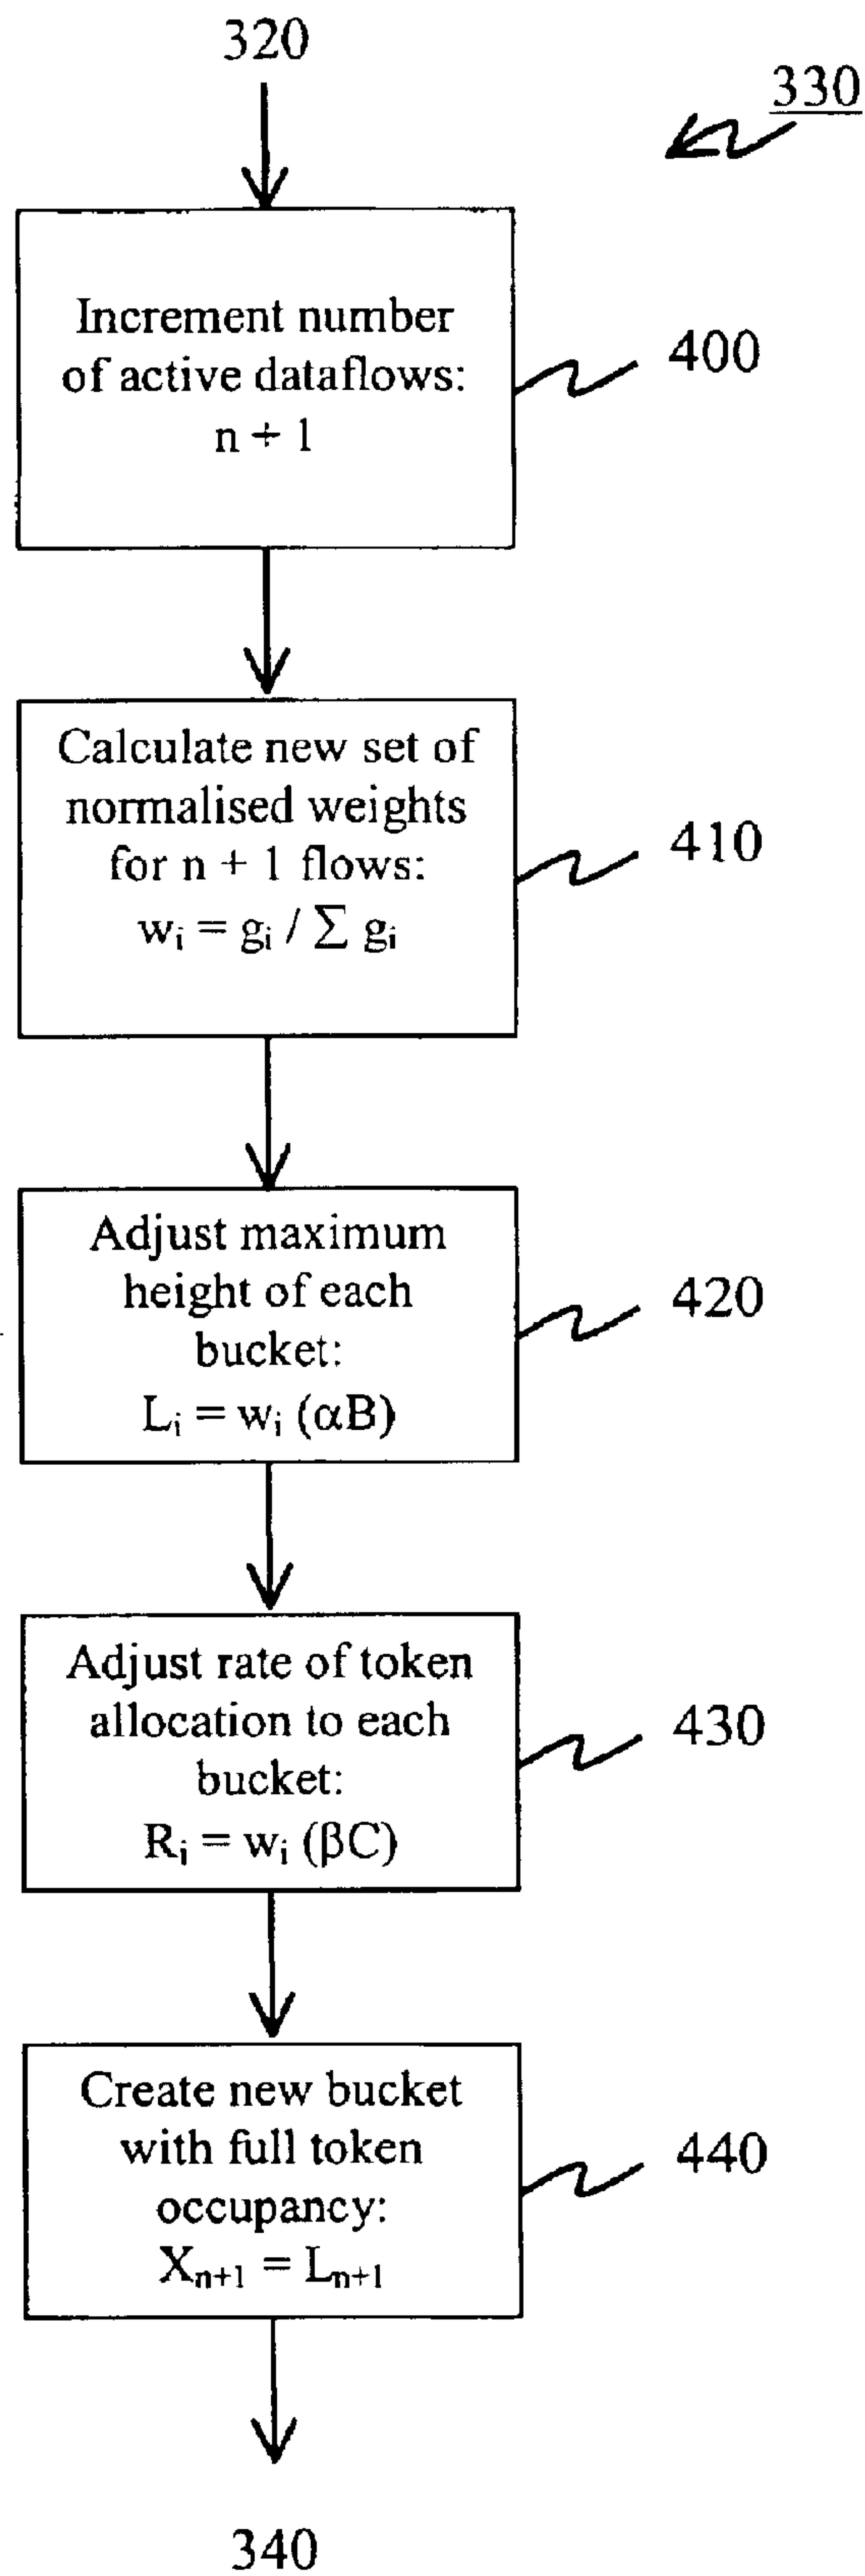 320
330
Increment number
of active dataflows:
n + 1
400
Calculate new set of
normalised weights
for n + 1 flows:
wᵢ = gᵢ / Σ gᵢ
410
Adjust maximum
height of each
bucket:
Lᵢ = wᵢ (αB)
420
Adjust rate of token
allocation to each
bucket:
Rᵢ = wᵢ (βC)
430
Create new bucket
with full token
occupancy:
Xₙ₊₁ = Lₙ₊₁
440
340